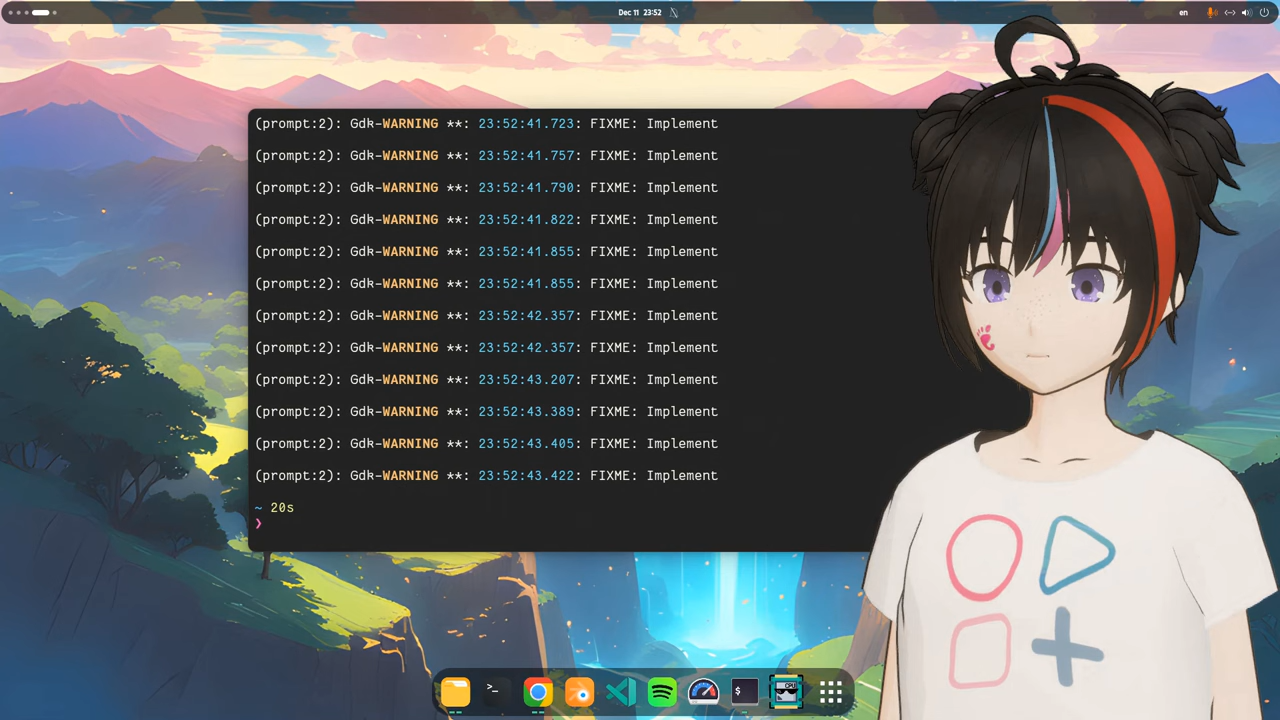 Dec 11 23:52
en
(prompt:2): Gdk-WARNING **: 23:52:41.723: FIXME: Implement
(prompt:2): Gdk-WARNING **: 23:52:41.757: FIXME: Implement
(prompt:2): Gdk-WARNING **: 23:52:41.790: FIXME: Implement
(prompt:2): Gdk-WARNING **: 23:52:41.822: FIXME: Implement
(prompt:2): Gdk-WARNING **: 23:52:41.855: FIXME: Implement
(prompt:2): Gdk-WARNING **: 23:52:41.855: FIXME: Implement
(prompt:2): Gdk-WARNING **: 23:52:42.357: FIXME: Implement
(prompt:2): Gdk-WARNING **: 23:52:42.357: FIXME: Implement
(prompt:2): Gdk-WARNING **: 23:52:43.207: FIXME: Implement
(prompt:2): Gdk-WARNING **: 23:52:43.389: FIXME: Implement
(prompt:2): Gdk-WARNING **: 23:52:43.405: FIXME: Implement
(prompt:2): Gdk-WARNING **: 23:52:43.422: FIXME: Implement
~ 20s
❯
>_
$
CPU